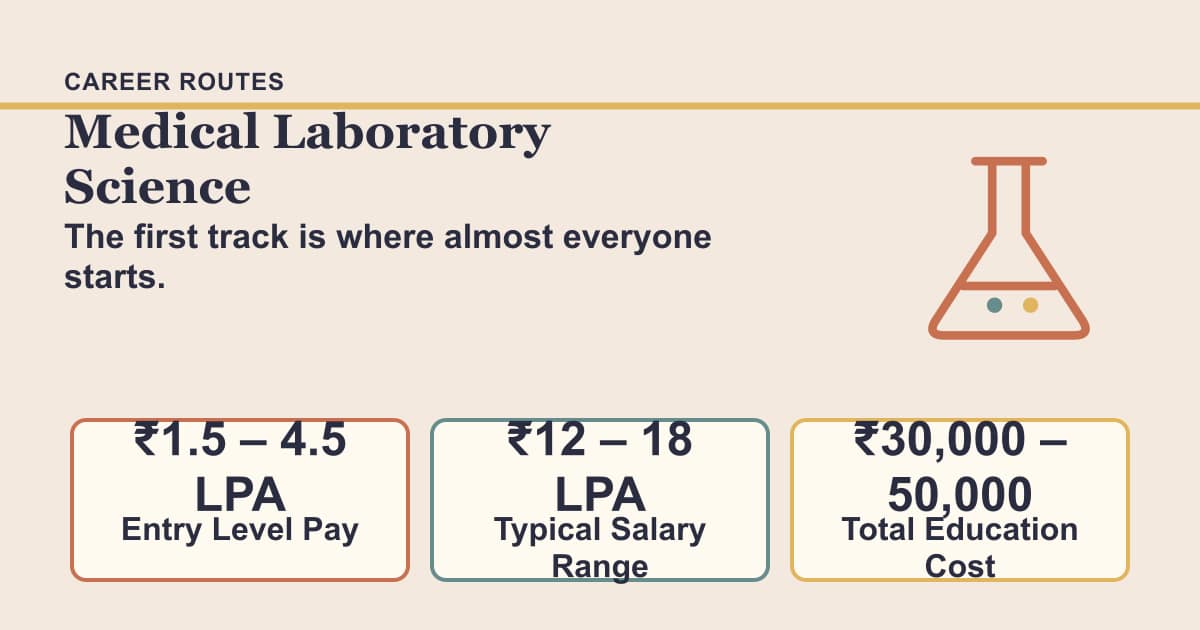 CAREER ROUTES
Medical Laboratory
Science
The first track is where almost everyone
starts.
₹1.5 – 4.5
LPA
Entry Level Pay
₹12 – 18
LPA
Typical Salary
Range
₹30,000 –
50,000
Total Education
Cost